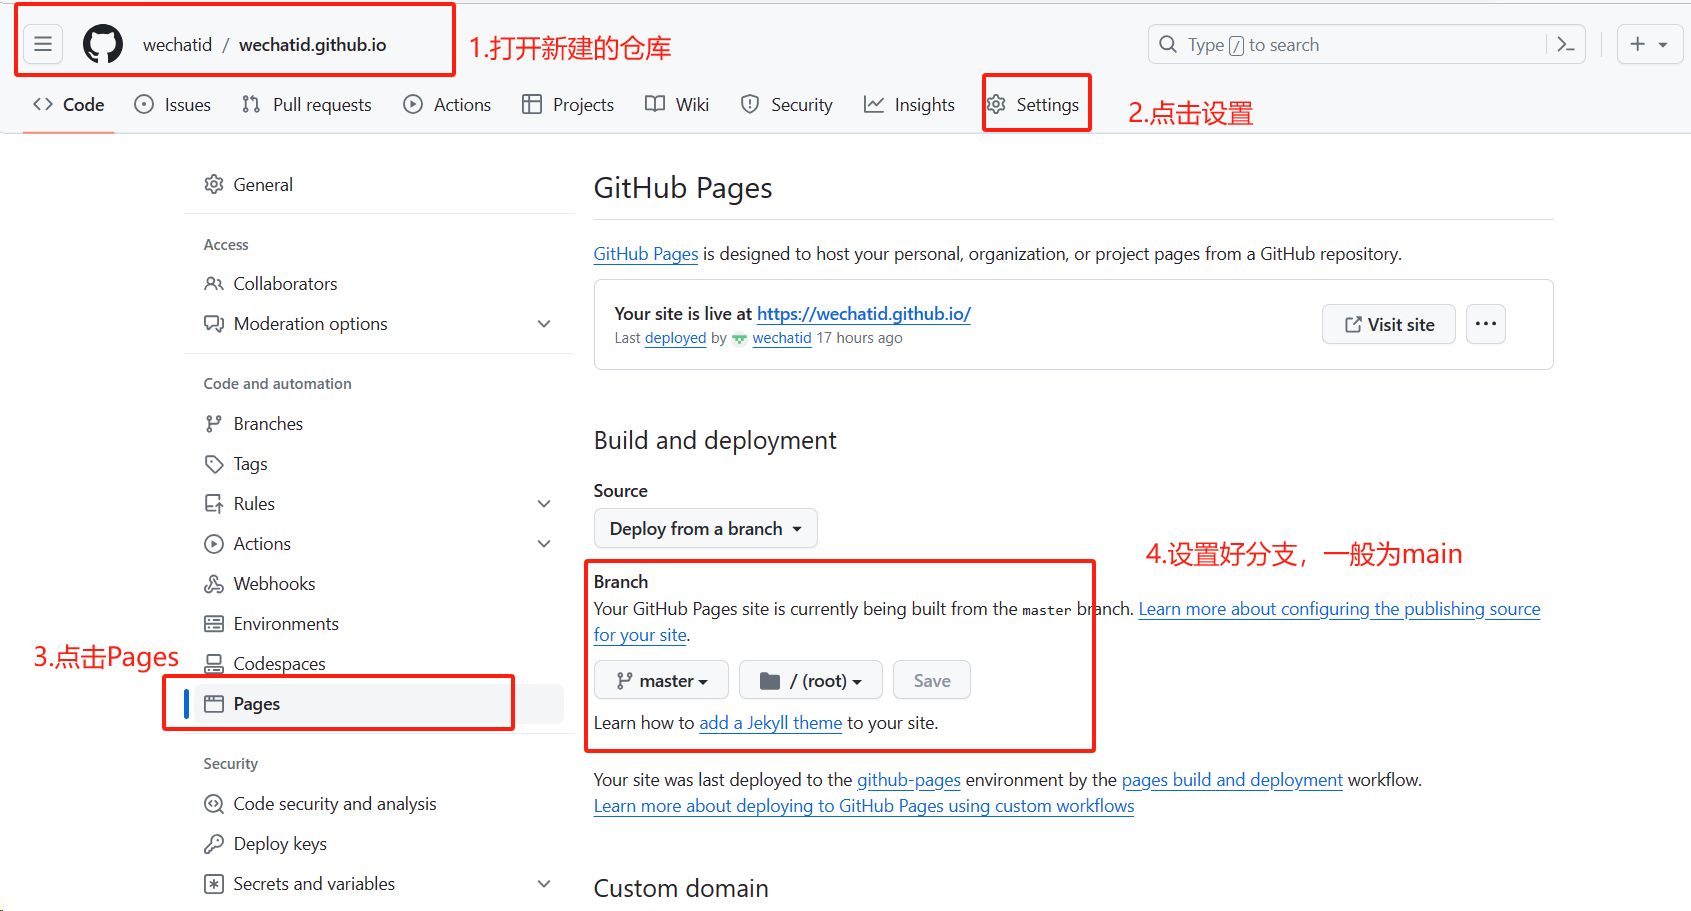 wechatid / wechatid.github.io
1.打开新建的仓库
Type / to search
Code Issues Pull requests Actions Projects Wiki Security Insights Settings
2.点击设置
General
Access
Collaborators
Moderation options
Code and automation
Branches
Tags
Rules
Actions
Webhooks
Environments
Codespaces
3.点击Pages
Pages
Security
Code security and analysis
Deploy keys
Secrets and variables
GitHub Pages
GitHub Pages is designed to host your personal, organization, or project pages from a GitHub repository.
Your site is live at https://wechatid.github.io/
Last deployed by wechatid 17 hours ago
Visit site
Build and deployment
Source
Deploy from a branch
4.设置好分支，一般为main
Branch
Your GitHub Pages site is currently being built from the master branch. Learn more about configuring the publishing source
for your site.
master / (root) Save
Learn how to add a Jekyll theme to your site.
Your site was last deployed to the github-pages environment by the pages build and deployment workflow.
Learn more about deploying to GitHub Pages using custom workflows
Custom domain